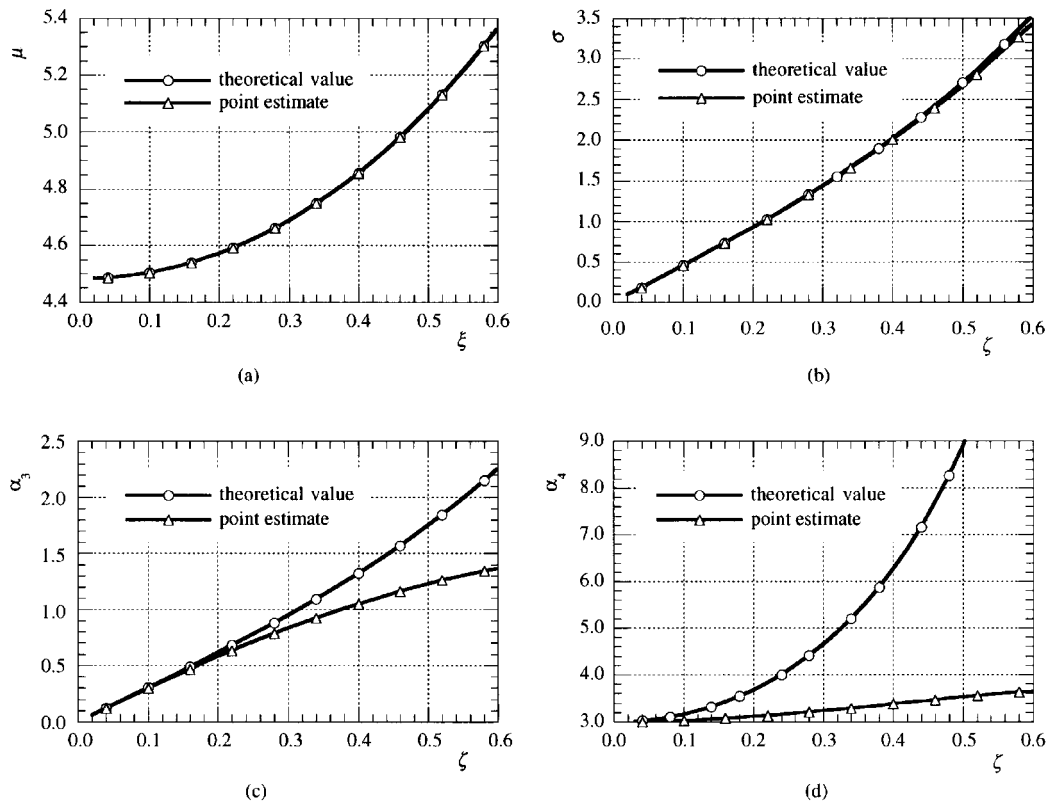 5.4
5.2
5.0
4.8
4.6
4.4
μ
theoretical value
point estimate
0.0 0.1 0.2 0.3 0.4 0.5 0.6
ξ
(a)
3.5
3.0
2.5
2.0
1.5
1.0
0.5
0.0
σ
theoretical value
point estimate
0.0 0.1 0.2 0.3 0.4 0.5 0.6
ζ
(b)
2.5
2.0
1.5
1.0
0.5
0.0
α3
theoretical value
point estimate
0.0 0.1 0.2 0.3 0.4 0.5 0.6
ζ
(c)
9.0
8.0
7.0
6.0
5.0
4.0
3.0
α4
theoretical value
point estimate
0.0 0.1 0.2 0.3 0.4 0.5 0.6
ζ
(d)